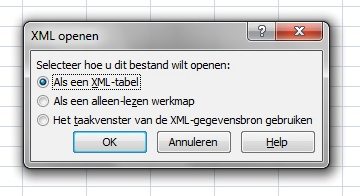 XML openen
Selecteer hoe u dit bestand wilt openen:
Als een XML-tabel
Als een alleen-lezen werkmap
Het taakvenster van de XML-gegevensbron gebruiken
OK Annuleren Help